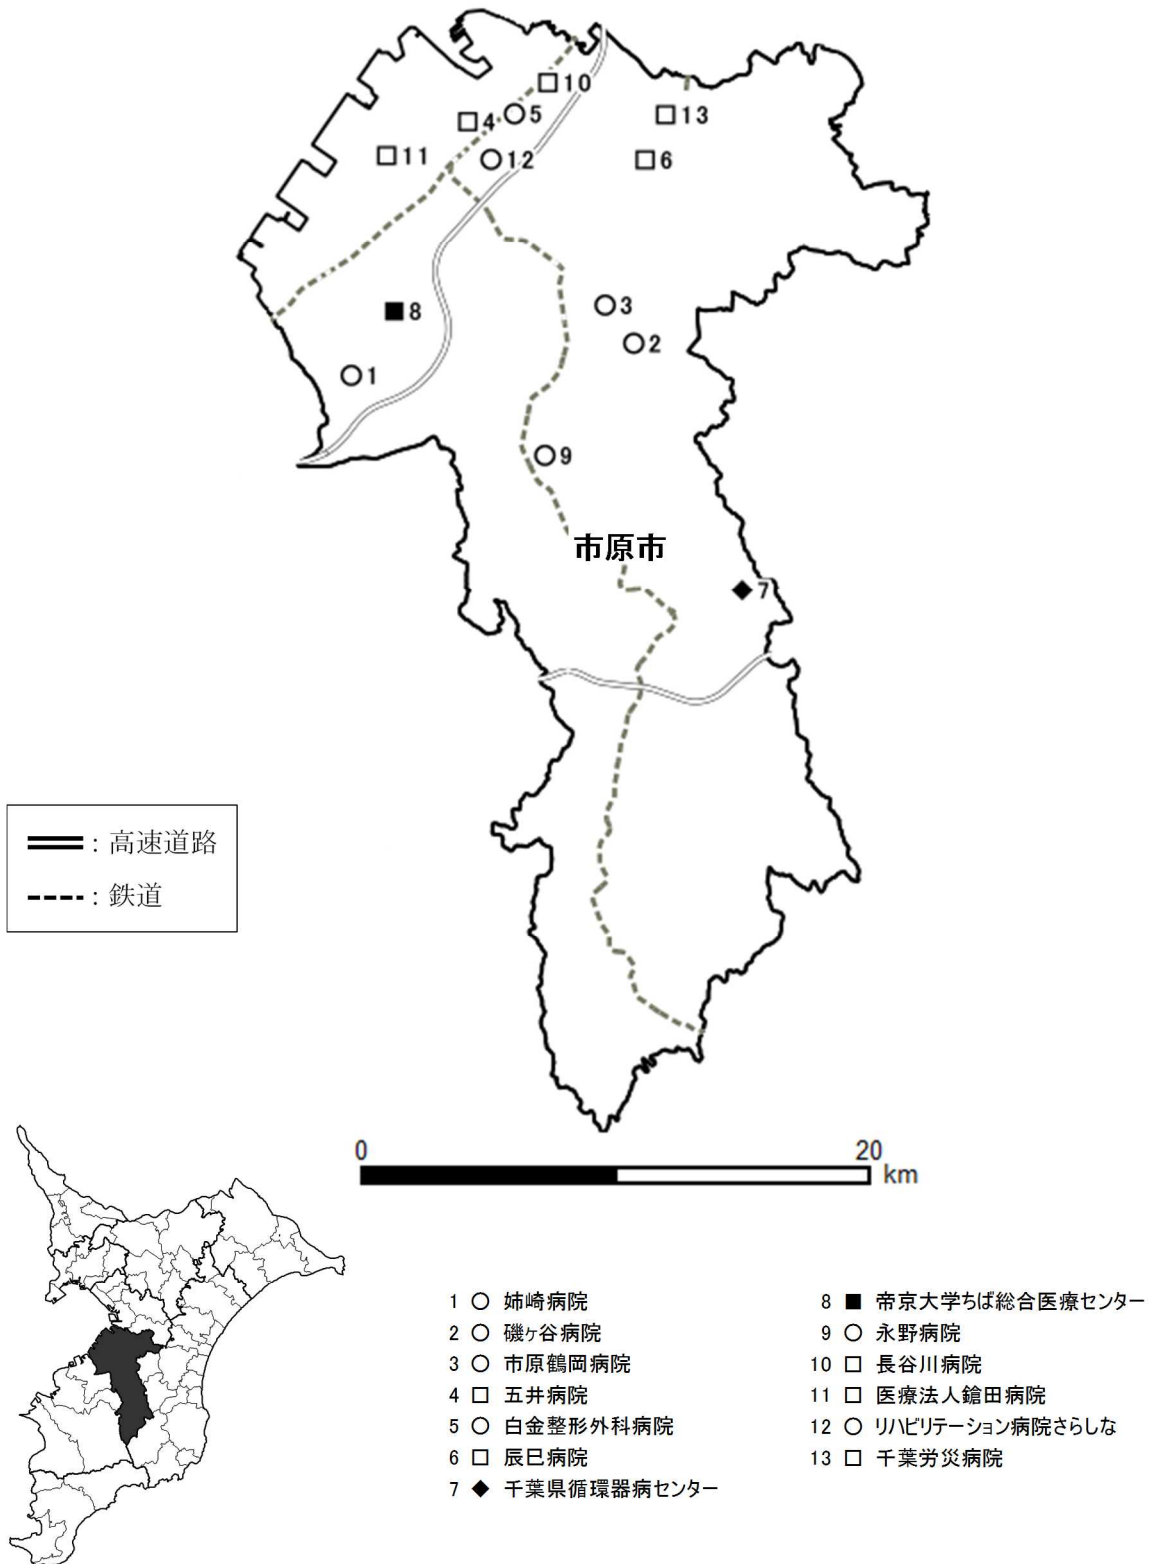 10
5
4
13
12
11
6
3
8
2
1
9
市原市
7
：高速道路
：鉄道
0 20
km
1 ○ 姉崎病院
2 ○ 磯ヶ谷病院
3 ○ 市原鶴岡病院
4 □ 五井病院
5 ○ 白金整形外科病院
6 □ 辰巳病院
7 ◆ 千葉県循環器病センター
8 ■ 帝京大学ちば総合医療センター
9 ○ 永野病院
10 □ 長谷川病院
11 □ 医療法人鎗田病院
12 ○ リハビリテーション病院さらしな
13 □ 千葉労災病院